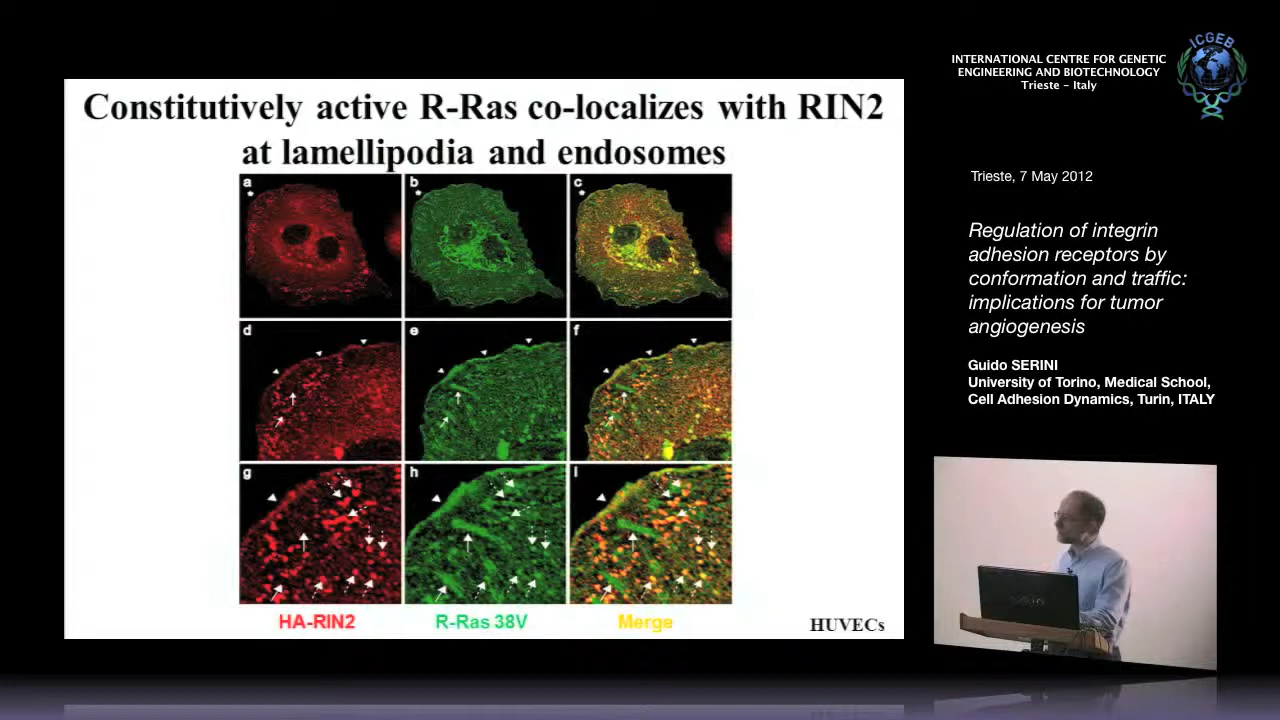 Constitutively active R-Ras co-localizes with RIN2
at lamellipodia and endosomes
a
b
c
d
e
f
g
h
i
HA-RIN2
R-Ras 38V
Merge
HUVECs
INTERNATIONAL CENTRE FOR GENETIC
ENGINEERING AND BIOTECHNOLOGY
Trieste - Italy
ICGEB
Trieste, 7 May 2012
Regulation of integrin
adhesion receptors by
conformation and traffic:
implications for tumor
angiogenesis
Guido SERINI
University of Torino, Medical School,
Cell Adhesion Dynamics, Turin, ITALY